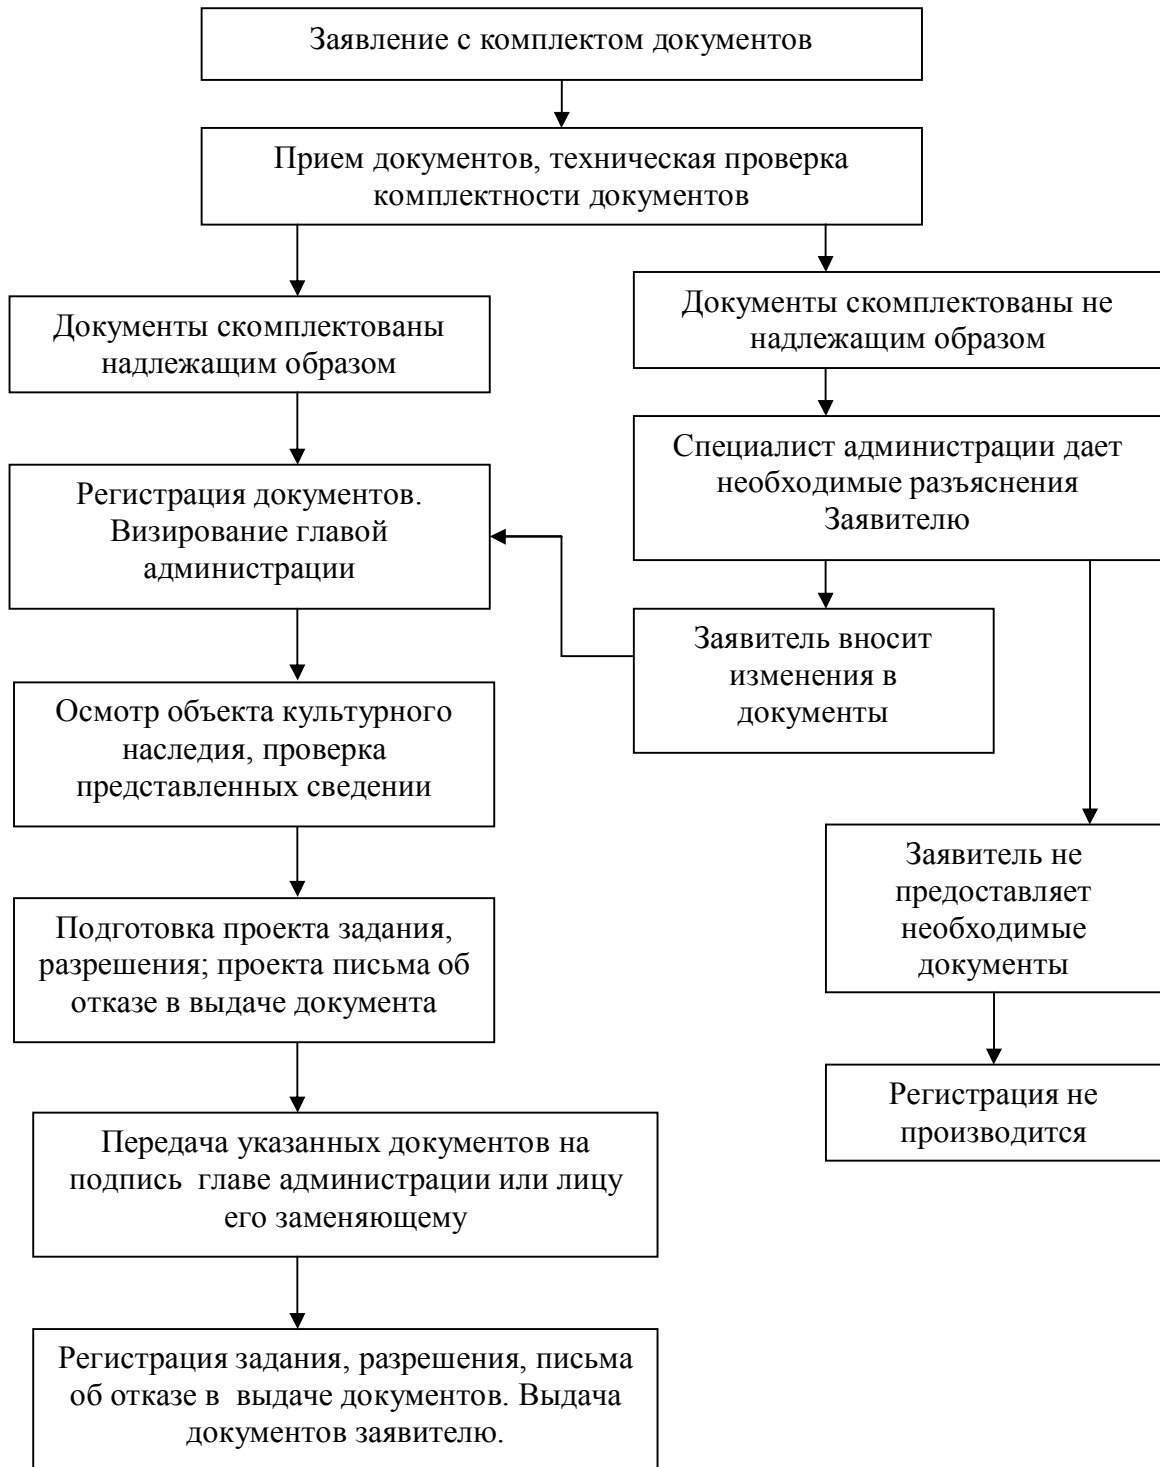 Заявление с комплектом документов
Прием документов, техническая проверка
комплектности документов
Документы скомплектованы
надлежащим образом
Документы скомплектованы не
надлежащим образом
Специалист администрации дает
необходимые разъяснения
Заявителю
Регистрация документов.
Визирование главой
администрации
Заявитель вносит
изменения в
документы
Осмотр объекта культурного
наследия, проверка
представленных сведении
Заявитель не
предоставляет
необходимые
документы
Подготовка проекта задания,
разрешения; проекта письма об
отказе в выдаче документа
Регистрация не
производится
Передача указанных документов на
подпись  главе администрации или лицу
его заменяющему
Регистрация задания, разрешения, письма
об отказе в  выдаче документов. Выдача
документов заявителю.